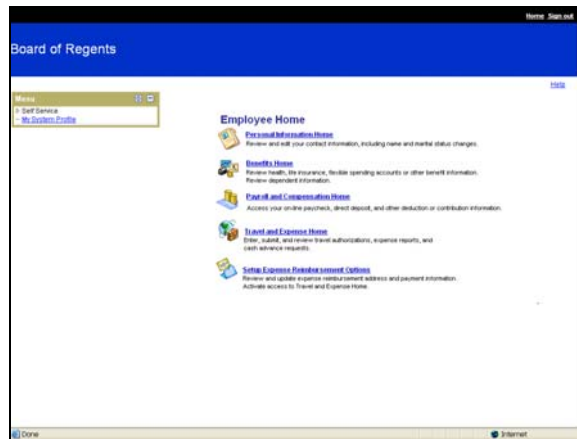 Home Sign out
Board of Regents
Help
Menu
Self Service
My System Profile
Employee Home
Personal Information Home
Review and edit your contact information, including name and marital status changes.
Benefits Home
Review health, life insurance, flexible spending accounts or other benefit information.
Review dependent information.
Payroll and Compensation Home
Access your on-line paycheck, direct deposit, and other deduction or contribution information.
Travel and Expense Home
Enter, submit, and review travel authorizations, expense reports, and
cash advance requests.
Setup Expense Reimbursement Options
Review and update expense reimbursement address and payment information.
Activate access to Travel and Expense Home.
Done
Internet